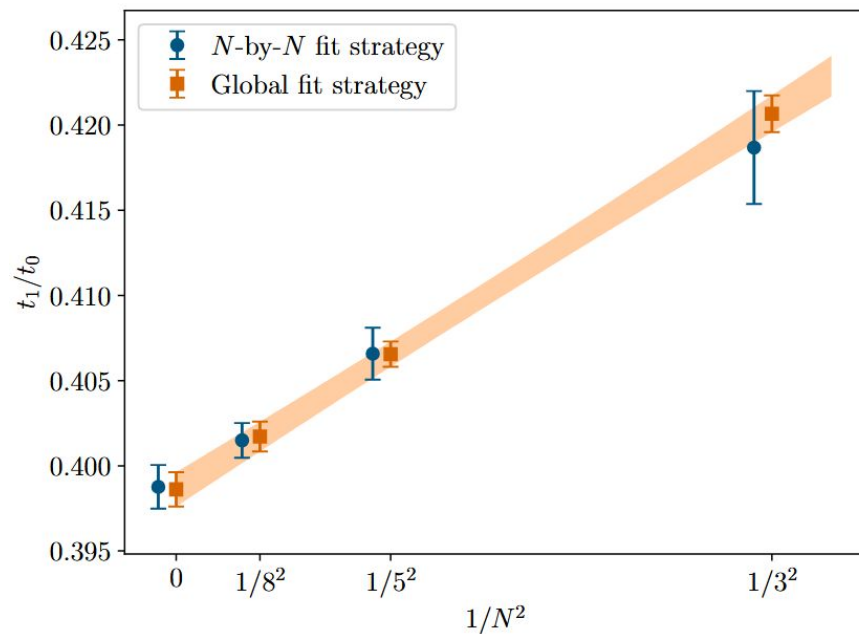 N-by-N fit strategy
Global fit strategy
0.425
0.420
0.415
0.410
0.405
0.400
0.395
t₁/t₀
0 1/8² 1/5² 1/3²
1/N²